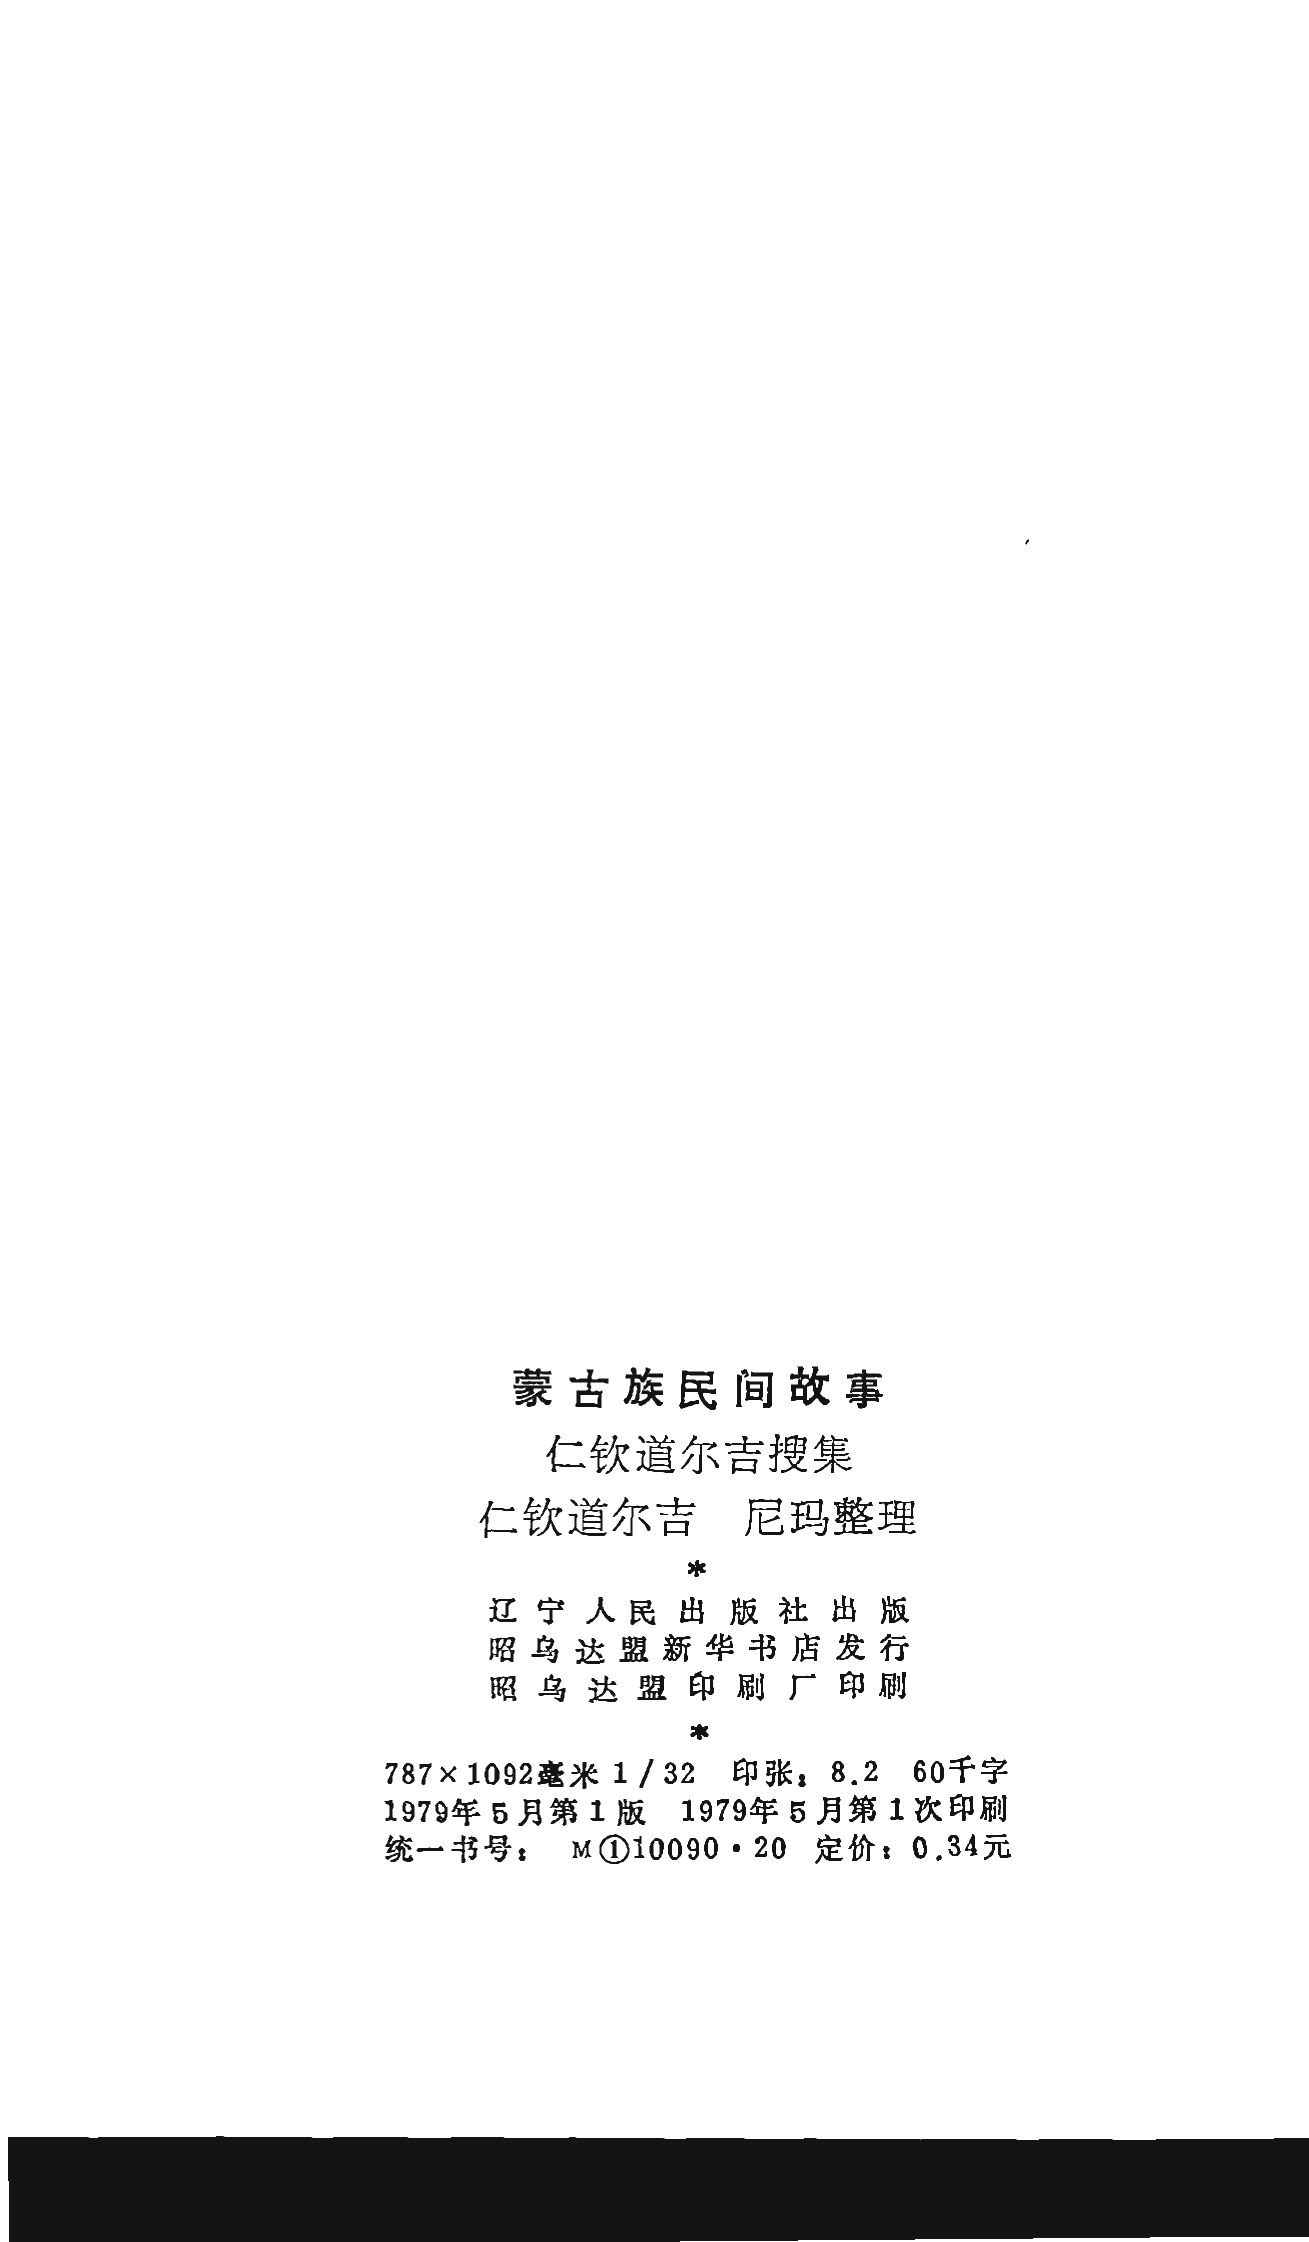 蒙古族民间故事
仁钦道尔吉搜集
仁钦道尔吉 尼玛整理
*
辽宁人民出版社出版
昭乌达盟新华书店发行
昭乌达盟印刷厂印刷
*
787×1092毫米 1/32 印张：8.2 60千字
1979年5月第1版 1979年5月第1次印刷
统一书号： M①10090·20 定价：0.34元